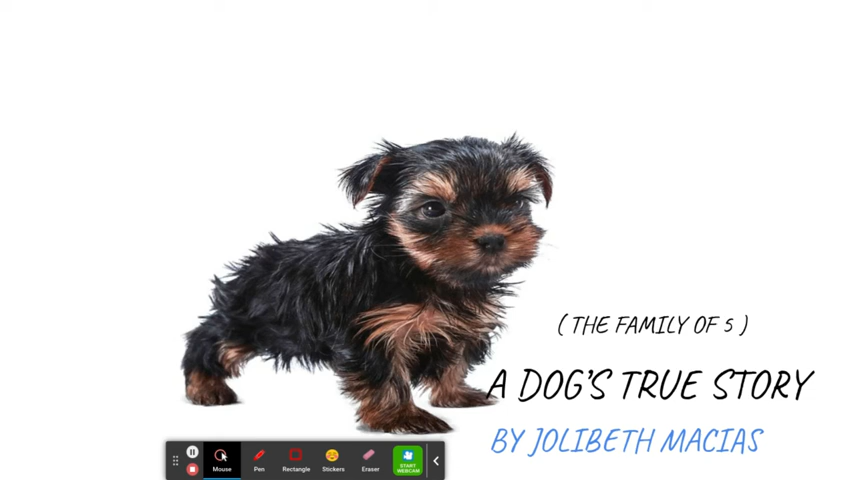 ( THE FAMILY OF 5 )
A DOG'S TRUE STORY
BY JOLIBETH MACIAS
Mouse Pen Rectangle Stickers Eraser START WEBCAM